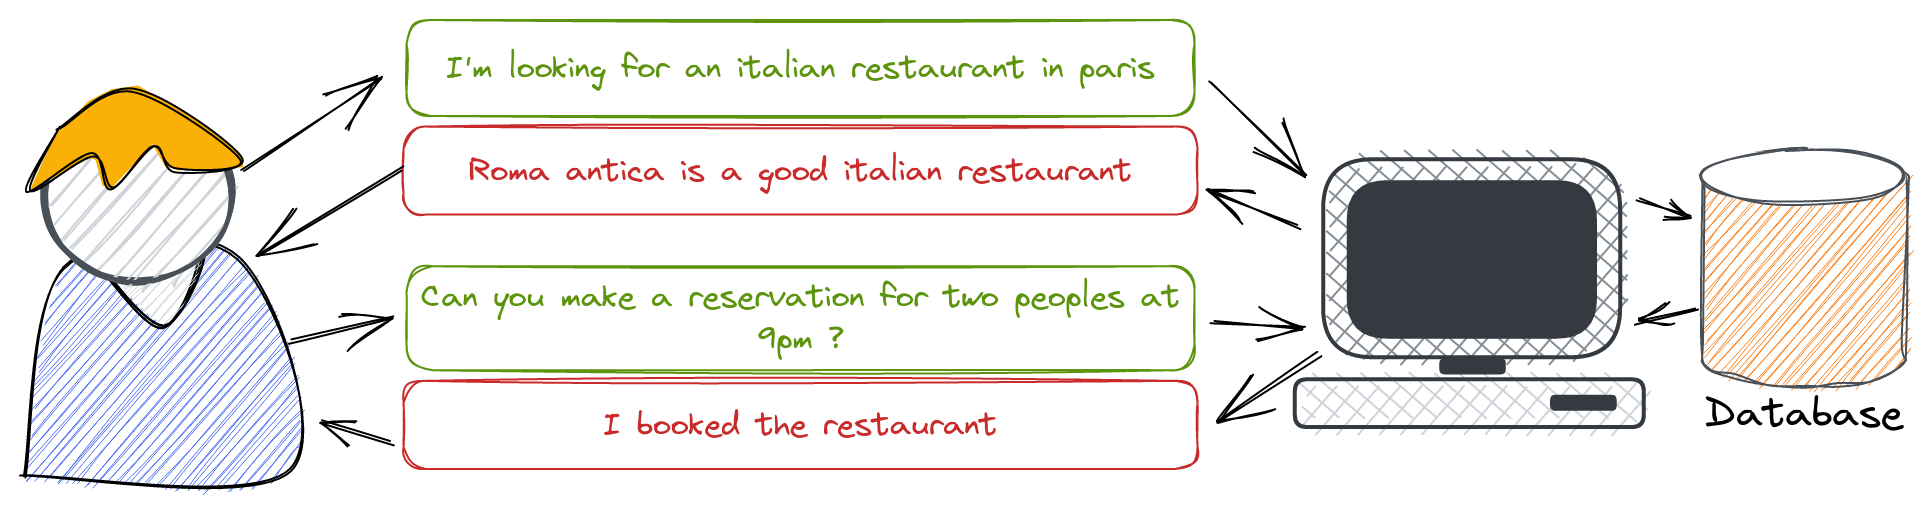 I'm looking for an italian restaurant in paris
Roma antica is a good italian restaurant
Can you make a reservation for two peoples at
9pm ?
I booked the restaurant
Database